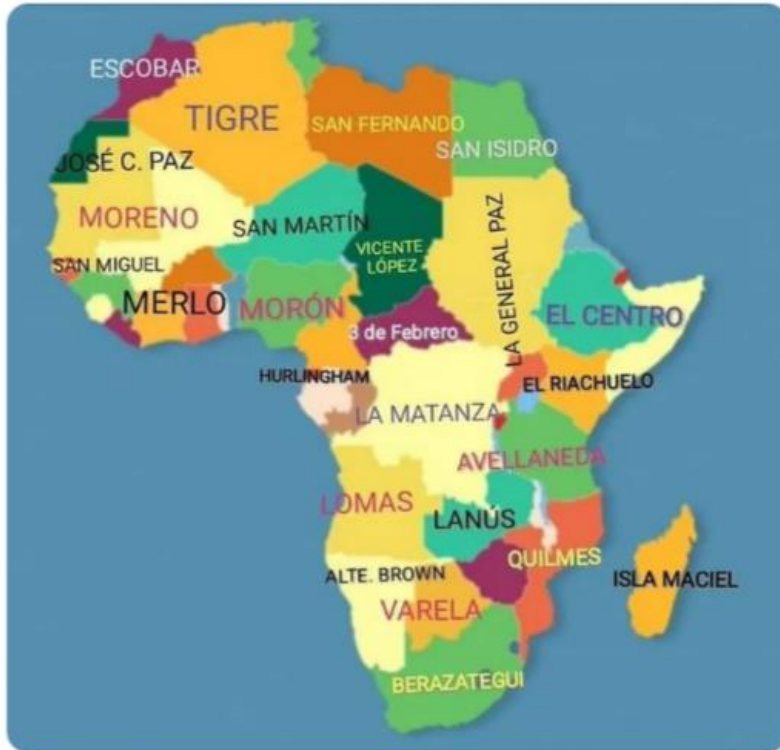 ESCOBAR
TIGRE
SAN FERNANDO
SAN ISIDRO
JOSÉ C. PAZ
MORENO
SAN MARTÍN
VICENTE
LÓPEZ
LA GENERAL PAZ
SAN MIGUEL
MERLO
MORÓN
3 de Febrero
EL CENTRO
HURLINGHAM
EL RIACHUELO
LA MATANZA
AVELLANEDA
LOMAS
LANÚS
QUILMES
ALTE. BROWN
ISLA MACIEL
VARELA
BERAZATEGUI